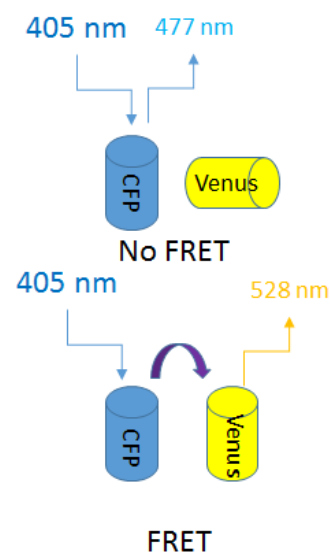 405 nm 477 nm
CFP Venus
No FRET
405 nm 528 nm
CFP Venus
FRET